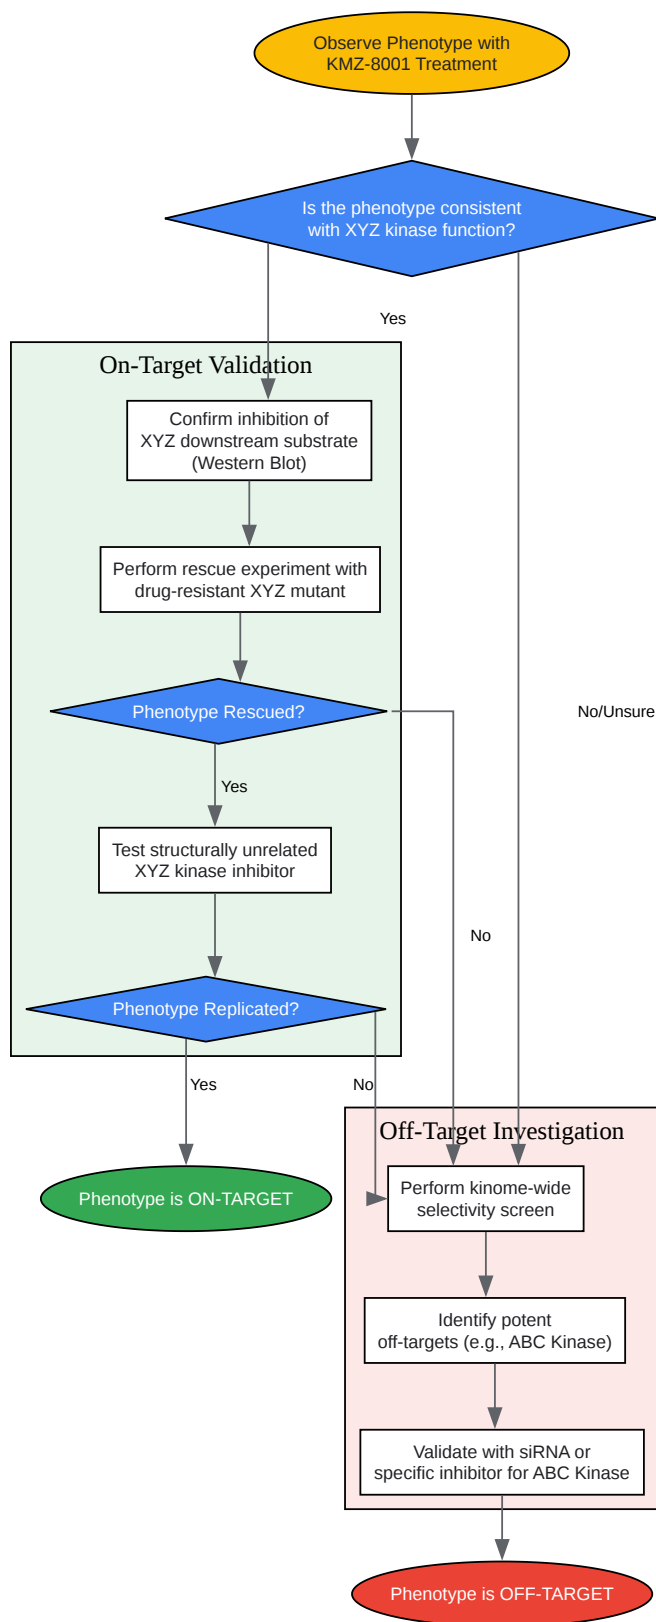 Observe Phenotype with
KMZ-8001 Treatment
Is the phenotype consistent
with XYZ kinase function?
Yes
On-Target Validation
Confirm inhibition of
XYZ downstream substrate
(Western Blot)
Perform rescue experiment with
drug-resistant XYZ mutant
Phenotype Rescued?
No/Unsure
Yes
Test structurally unrelated
XYZ kinase inhibitor
No
Phenotype Replicated?
Yes
No
Off-Target Investigation
Phenotype is ON-TARGET
Perform kinome-wide
selectivity screen
Identify potent
off-targets (e.g., ABC Kinase)
Validate with siRNA or
specific inhibitor for ABC Kinase
Phenotype is OFF-TARGET